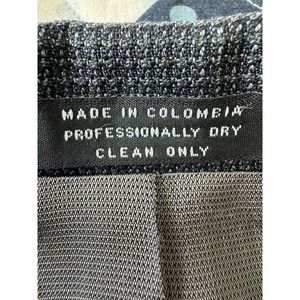 MADE IN COLOMBIA
PROFESSIONALLY DRY
CLEAN ONLY